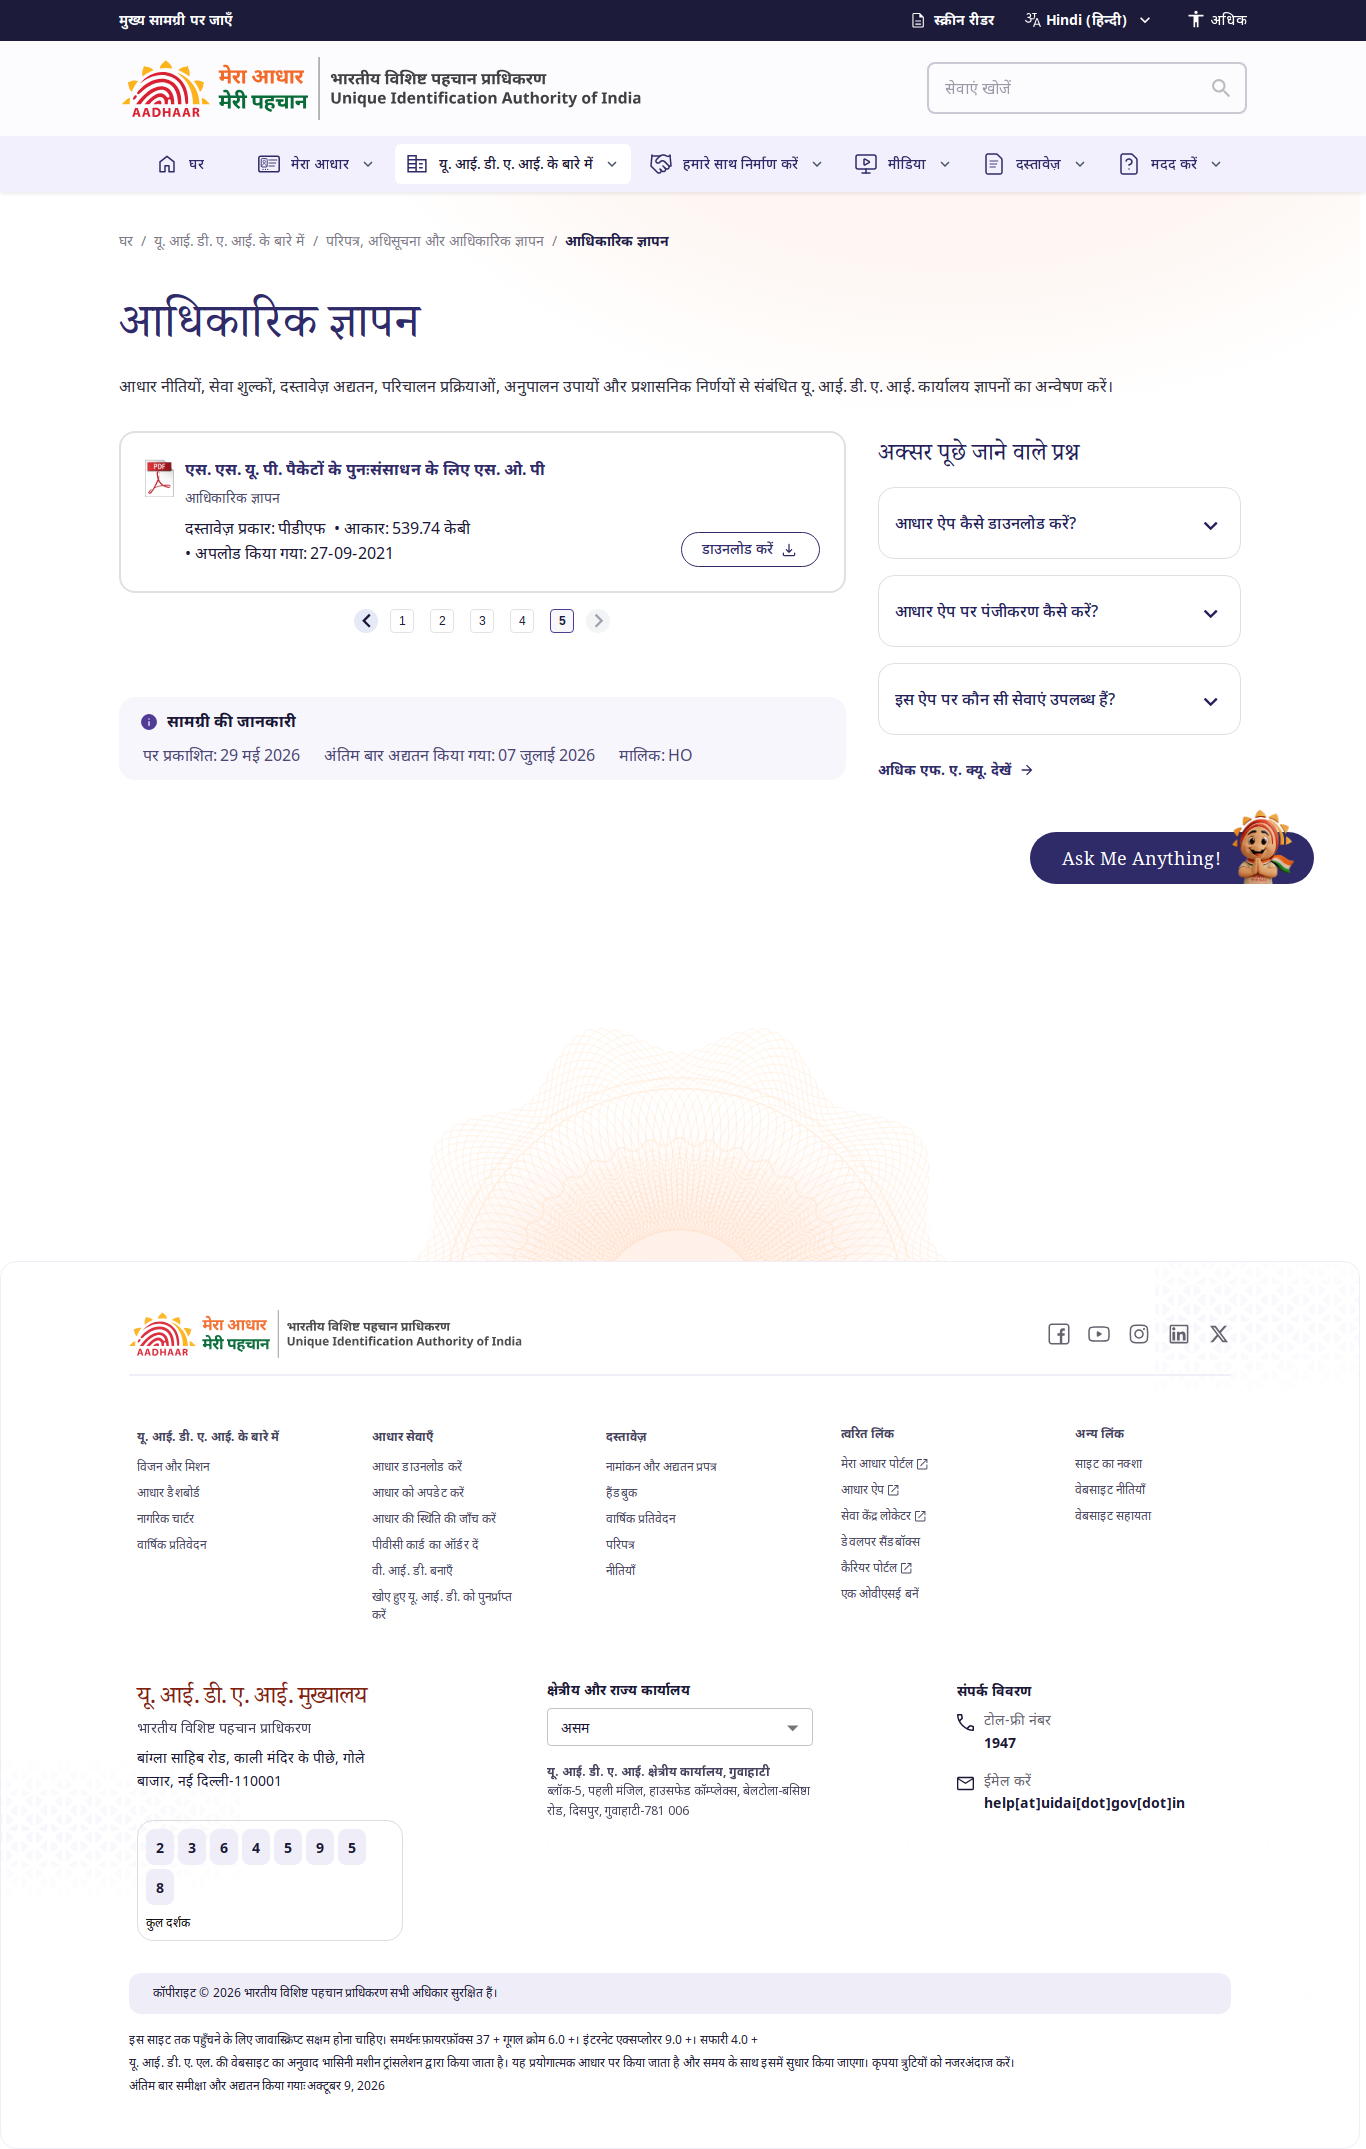 मुख्य सामग्री पर जाएँ
स्क्रीन रीडर
Hindi (हिन्दी)
अधिक
मेरा आधार
मेरी पहचान
AADHAAR
भारतीय विशिष्ट पहचान प्राधिकरण
Unique Identification Authority of India
सेवाएं खोजें
घर
मेरा आधार
यू. आई. डी. ए. आई. के बारे में
हमारे साथ निर्माण करें
मीडिया
दस्तावेज़
मदद करें
घर / यू. आई. डी. ए. आई. के बारे में / परिपत्र, अधिसूचना और आधिकारिक ज्ञापन / आधिकारिक ज्ञापन
आधिकारिक ज्ञापन
आधार नीतियों, सेवा शुल्कों, दस्तावेज़ अद्यतन, परिचालन प्रक्रियाओं, अनुपालन उपायों और प्रशासनिक निर्णयों से संबंधित यू. आई. डी. ए. आई. कार्यालय ज्ञापनों का अन्वेषण करें।
PDF
एस. एस. यू. पी. पैकेटों के पुनःसंसाधन के लिए एस. ओ. पी
आधिकारिक ज्ञापन
दस्तावेज़ प्रकार: पीडीएफ • आकार: 539.74 केबी
• अपलोड किया गया: 27-09-2021
डाउनलोड करें
1 2 3 4 5
सामग्री की जानकारी
पर प्रकाशित: 29 मई 2026 अंतिम बार अद्यतन किया गया: 07 जुलाई 2026 मालिक: HO
अक्सर पूछे जाने वाले प्रश्न
आधार ऐप कैसे डाउनलोड करें?
आधार ऐप पर पंजीकरण कैसे करें?
इस ऐप पर कौन सी सेवाएं उपलब्ध हैं?
अधिक एफ. ए. क्यू. देखें
Ask Me Anything!
मेरा आधार
मेरी पहचान
AADHAAR
भारतीय विशिष्ट पहचान प्राधिकरण
Unique Identification Authority of India
यू. आई. डी. ए. आई. के बारे में
विजन और मिशन
आधार डैशबोर्ड
नागरिक चार्टर
वार्षिक प्रतिवेदन
आधार सेवाएँ
आधार डाउनलोड करें
आधार को अपडेट करें
आधार की स्थिति की जाँच करें
पीवीसी कार्ड का ऑर्डर दें
वी. आई. डी. बनाएँ
खोए हुए यू. आई. डी. को पुनर्प्राप्त
करें
दस्तावेज़
नामांकन और अद्यतन प्रपत्र
हैंडबुक
वार्षिक प्रतिवेदन
परिपत्र
नीतियाँ
त्वरित लिंक
मेरा आधार पोर्टल
आधार ऐप
सेवा केंद्र लोकेटर
डेवलपर सैंडबॉक्स
कैरियर पोर्टल
एक ओवीएसई बनें
अन्य लिंक
साइट का नक्शा
वेबसाइट नीतियाँ
वेबसाइट सहायता
यू. आई. डी. ए. आई. मुख्यालय
भारतीय विशिष्ट पहचान प्राधिकरण
बांग्ला साहिब रोड, काली मंदिर के पीछे, गोले
बाजार, नई दिल्ली-110001
2 3 6 4 5 9 5
8
कुल दर्शक
क्षेत्रीय और राज्य कार्यालय
असम
यू. आई. डी. ए. आई. क्षेत्रीय कार्यालय, गुवाहाटी
ब्लॉक-5, पहली मंजिल, हाउसफेड कॉम्प्लेक्स, बेलटोला-बसिष्ठा
रोड, दिसपुर, गुवाहाटी-781 006
संपर्क विवरण
टोल-फ्री नंबर
1947
ईमेल करें
help[at]uidai[dot]gov[dot]in
कॉपीराइट © 2026 भारतीय विशिष्ट पहचान प्राधिकरण सभी अधिकार सुरक्षित हैं।
इस साइट तक पहुँचने के लिए जावास्क्रिप्ट सक्षम होना चाहिए। समर्थनः फ़ायरफ़ॉक्स 37 + गूगल क्रोम 6.0 +। इंटरनेट एक्सप्लोरर 9.0 +। सफारी 4.0 +
यू. आई. डी. ए. एल. की वेबसाइट का अनुवाद भासिनी मशीन ट्रांसलेशन द्वारा किया जाता है। यह प्रयोगात्मक आधार पर किया जाता है और समय के साथ इसमें सुधार किया जाएगा। कृपया त्रुटियों को नजरअंदाज करें।
अंतिम बार समीक्षा और अद्यतन किया गयाः अक्टूबर 9, 2026